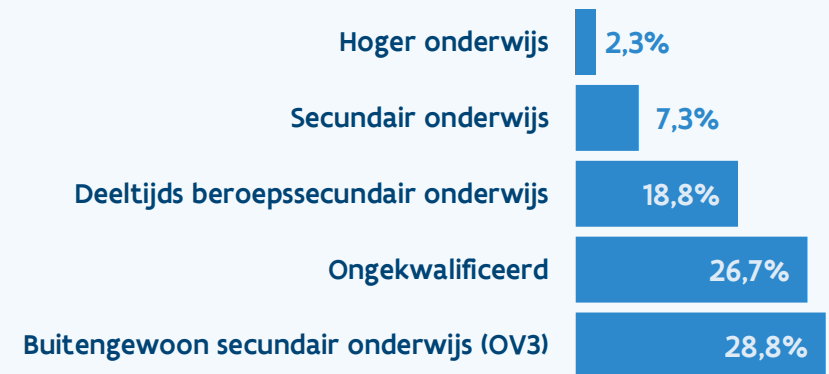 Hoger onderwijs 2,3%
Secundair onderwijs 7,3%
Deeltijds beroepssecundair onderwijs 18,8%
Ongekwalificeerd 26,7%
Buitengewoon secundair onderwijs (OV3) 28,8%